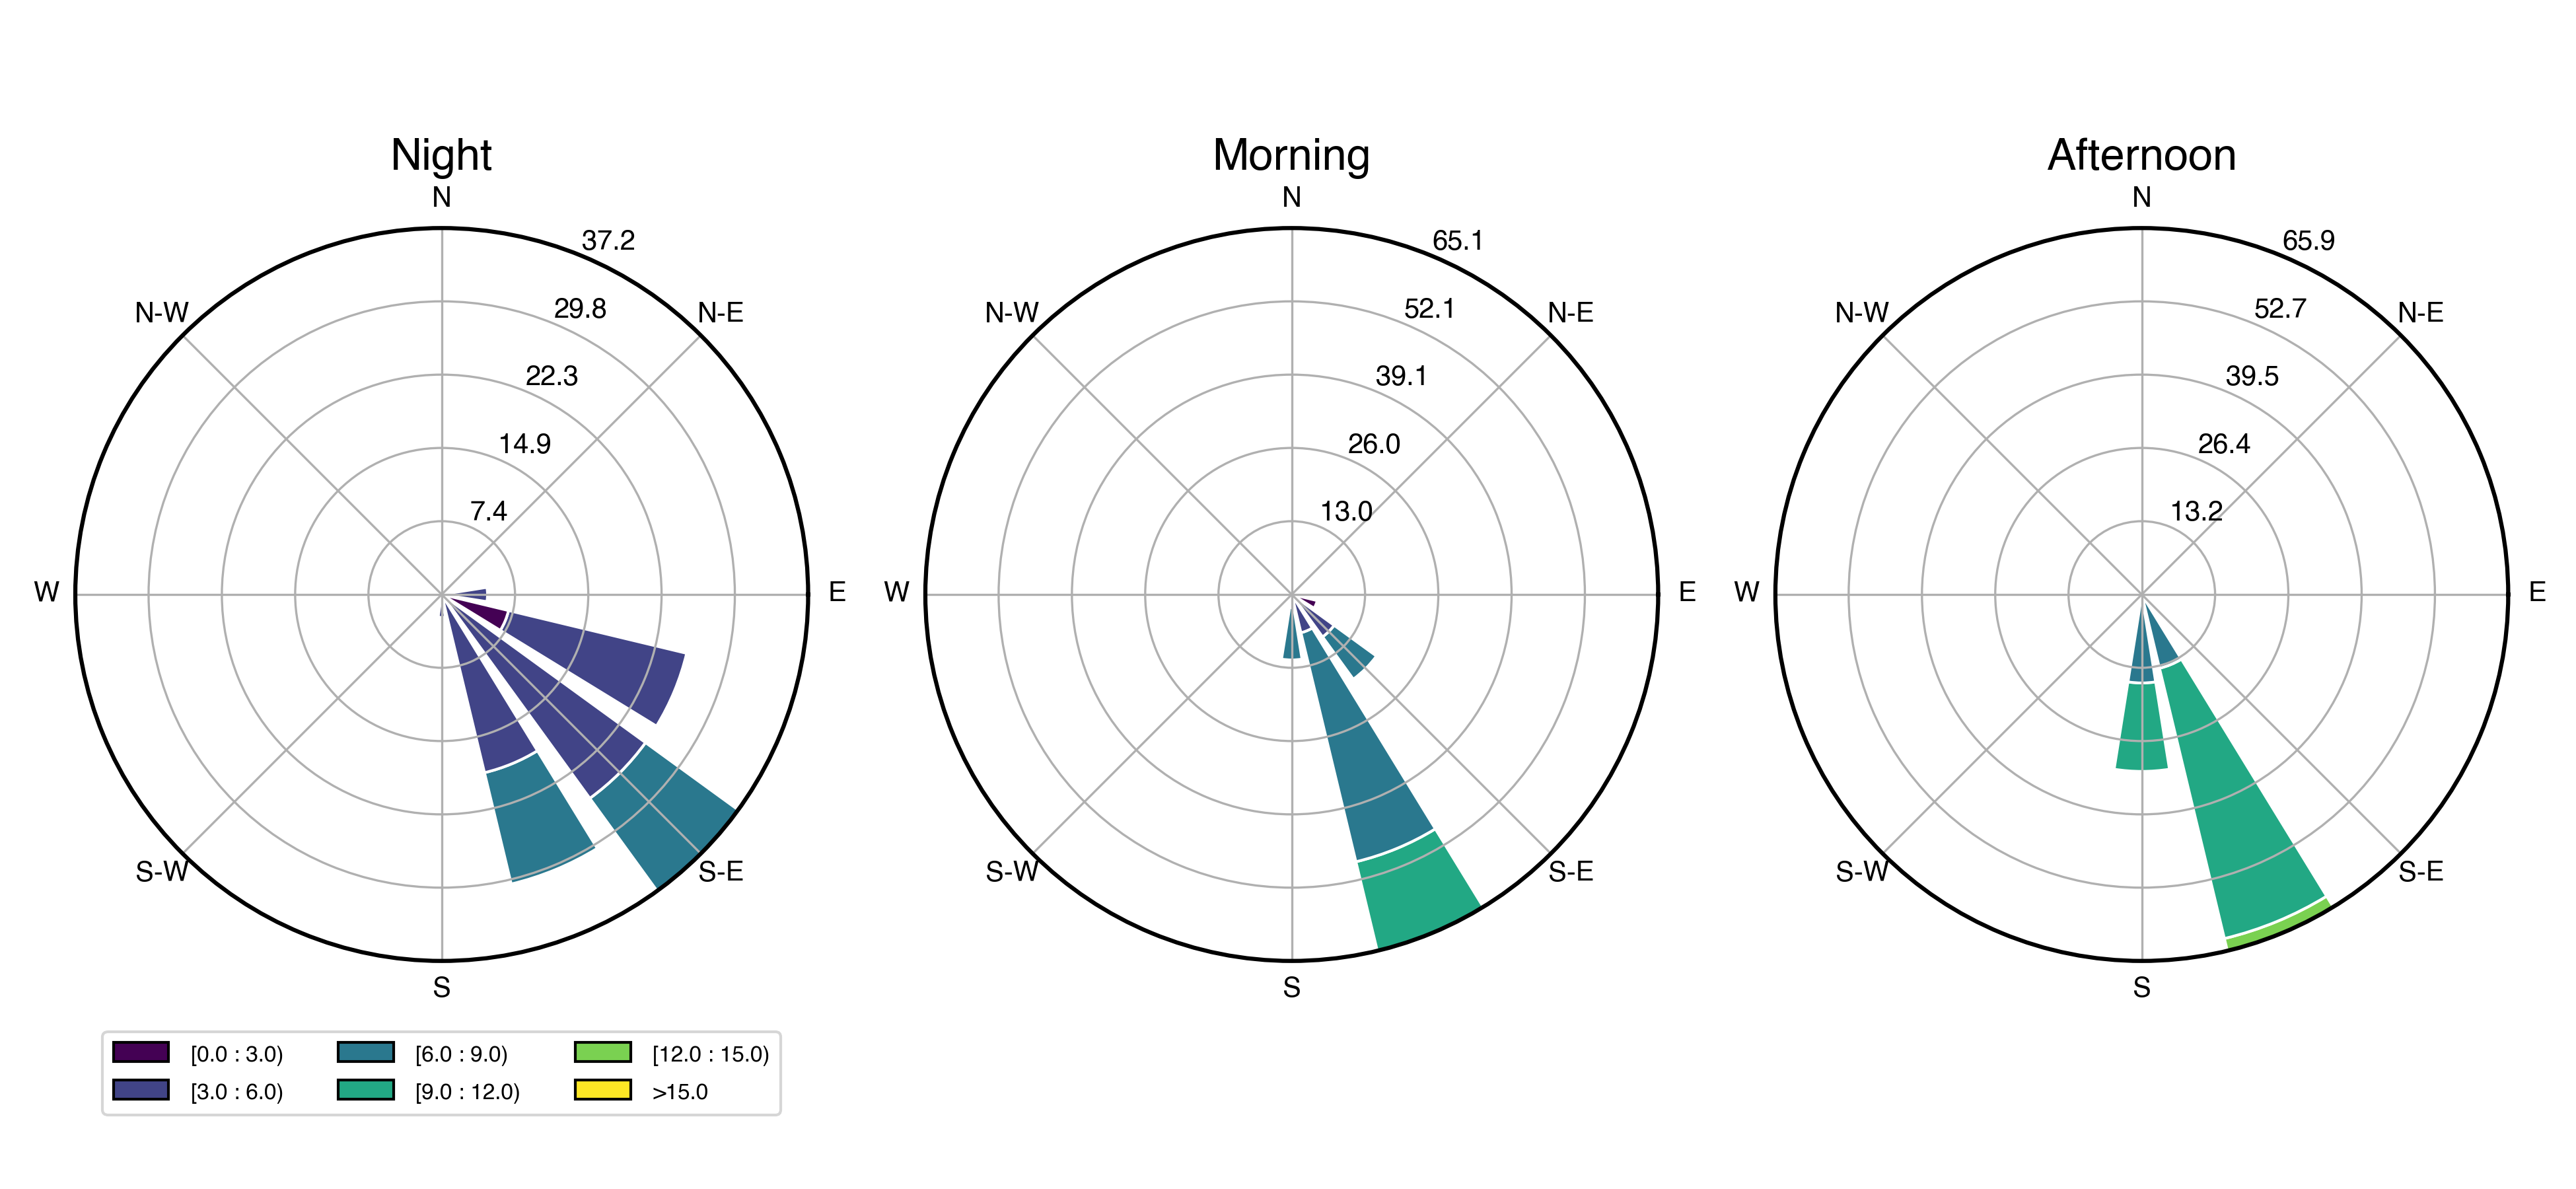 Night
N
37.2
29.8
22.3
14.9
7.4
N-W
N-E
W
E
S-W
S-E
S
Morning
N
65.1
52.1
39.1
26.0
13.0
N-W
N-E
W
E
S-W
S-E
S
Afternoon
N
65.9
52.7
39.5
26.4
13.2
N-W
N-E
W
E
S-W
S-E
S
[0.0 : 3.0)
[3.0 : 6.0)
[6.0 : 9.0)
[9.0 : 12.0)
[12.0 : 15.0)
>15.0